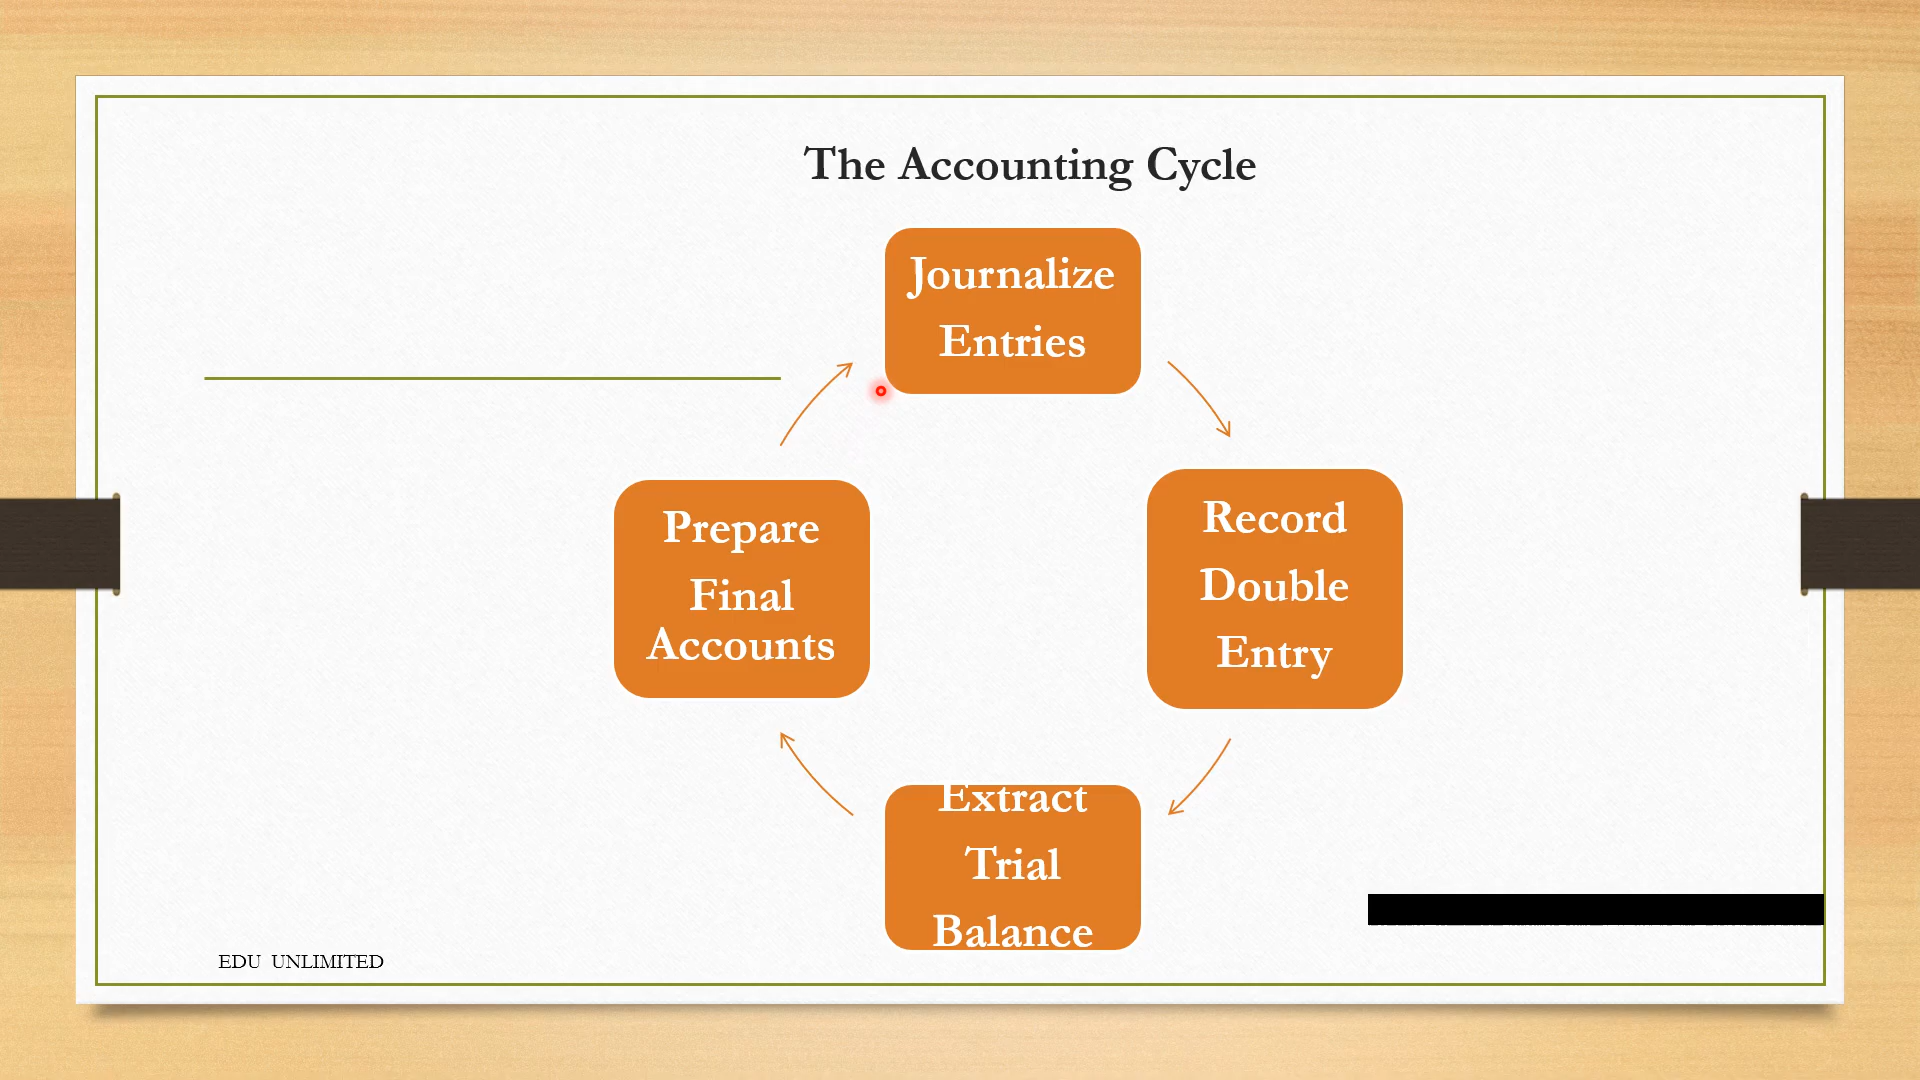 The Accounting Cycle
Journalize
Entries
Record
Double
Entry
Extract
Trial
Balance
Prepare
Final
Accounts
EDU UNLIMITED